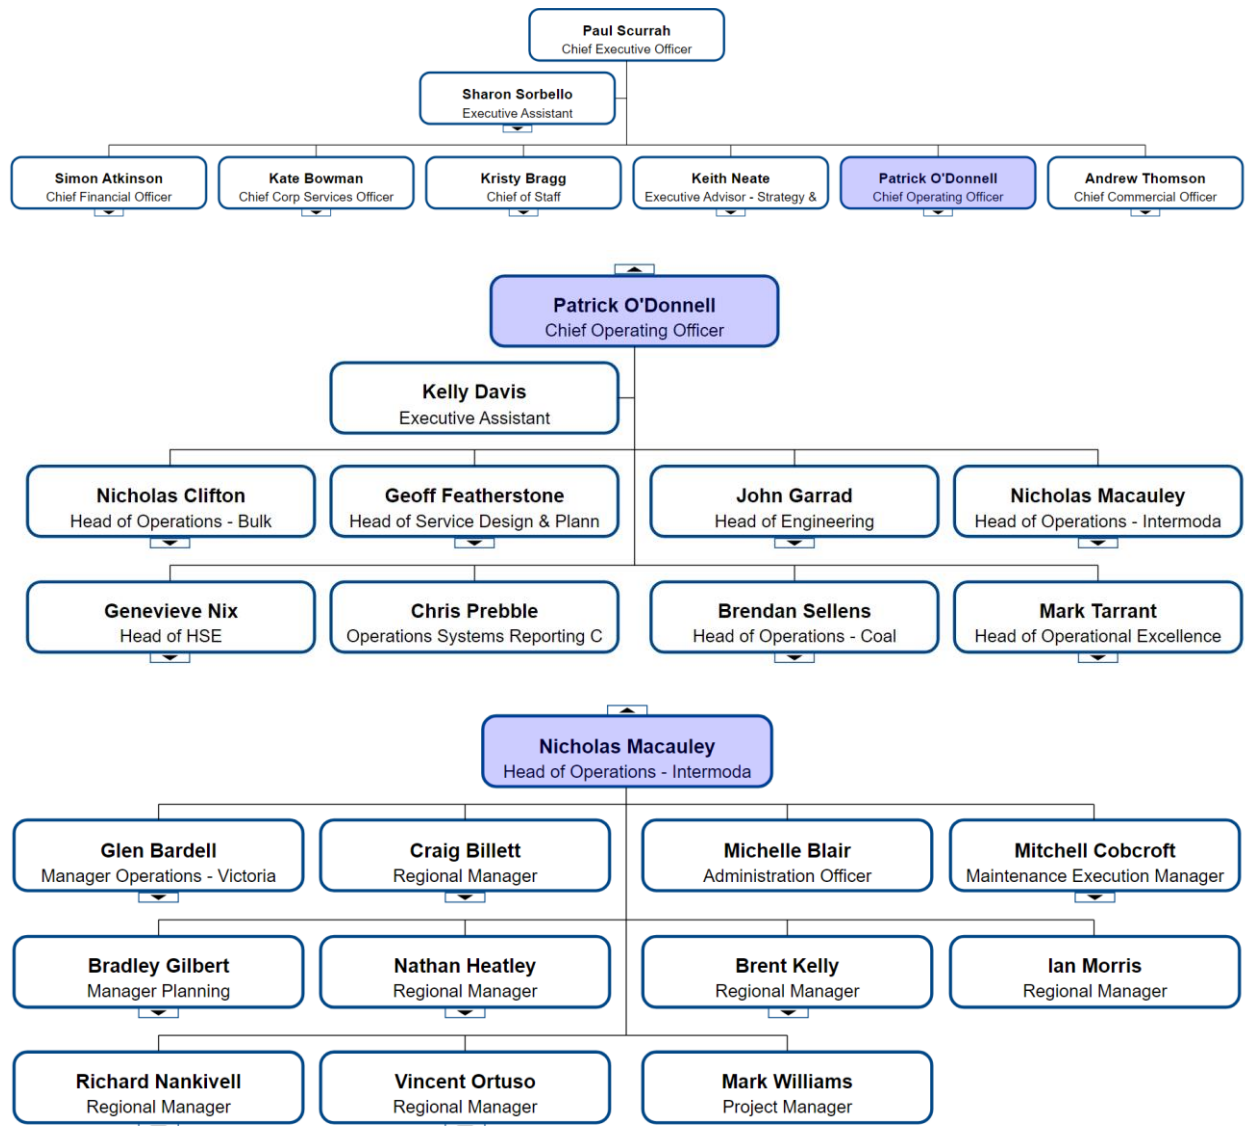 Paul Scurrah
Chief Executive Officer
Sharon Sorbello
Executive Assistant
Simon Atkinson
Chief Financial Officer
Kate Bowman
Chief Corp Services Officer
Kristy Bragg
Chief of Staff
Keith Neate
Executive Advisor - Strategy &
Patrick O'Donnell
Chief Operating Officer
Andrew Thomson
Chief Commercial Officer
Patrick O'Donnell
Chief Operating Officer
Kelly Davis
Executive Assistant
Nicholas Clifton
Head of Operations - Bulk
Geoff Featherstone
Head of Service Design & Plann
John Garrad
Head of Engineering
Nicholas Macauley
Head of Operations - Intermoda
Genevieve Nix
Head of HSE
Chris Prebble
Operations Systems Reporting C
Brendan Sellens
Head of Operations - Coal
Mark Tarrant
Head of Operational Excellence
Nicholas Macauley
Head of Operations - Intermoda
Glen Bardell
Manager Operations - Victoria
Craig Billett
Regional Manager
Michelle Blair
Administration Officer
Mitchell Cobcroft
Maintenance Execution Manager
Bradley Gilbert
Manager Planning
Nathan Heatley
Regional Manager
Brent Kelly
Regional Manager
Ian Morris
Regional Manager
Richard Nankivell
Regional Manager
Vincent Ortuso
Regional Manager
Mark Williams
Project Manager